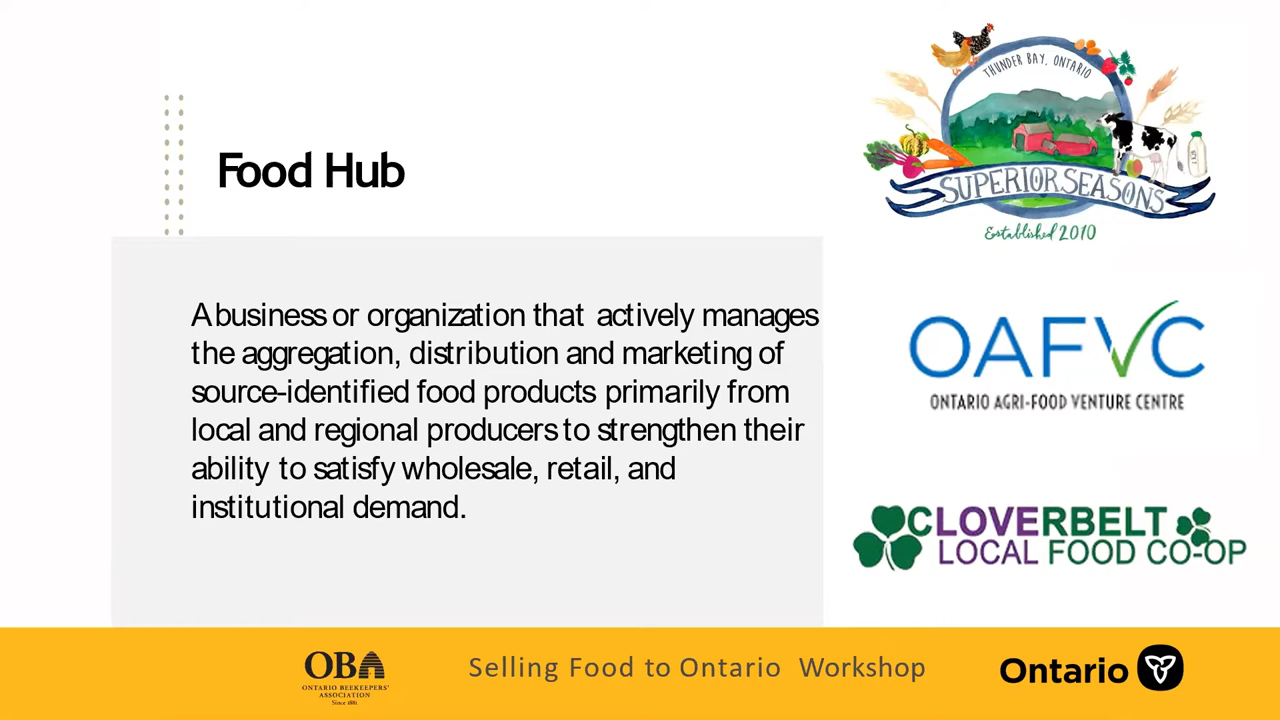 Food Hub
A business or organization that actively manages
the aggregation, distribution and marketing of
source-identified food products primarily from
local and regional producers to strengthen their
ability to satisfy wholesale, retail, and
institutional demand.
THUNDER BAY, ONTARIO
SUPERIOR SEASONS
Established 2010
OAFVC
ONTARIO AGRI-FOOD VENTURE CENTRE
CLOVERBELT
LOCAL FOOD CO-OP
OBA
ONTARIO BEEKEEPERS'
ASSOCIATION
Since 1881
Selling Food to Ontario Workshop
Ontario